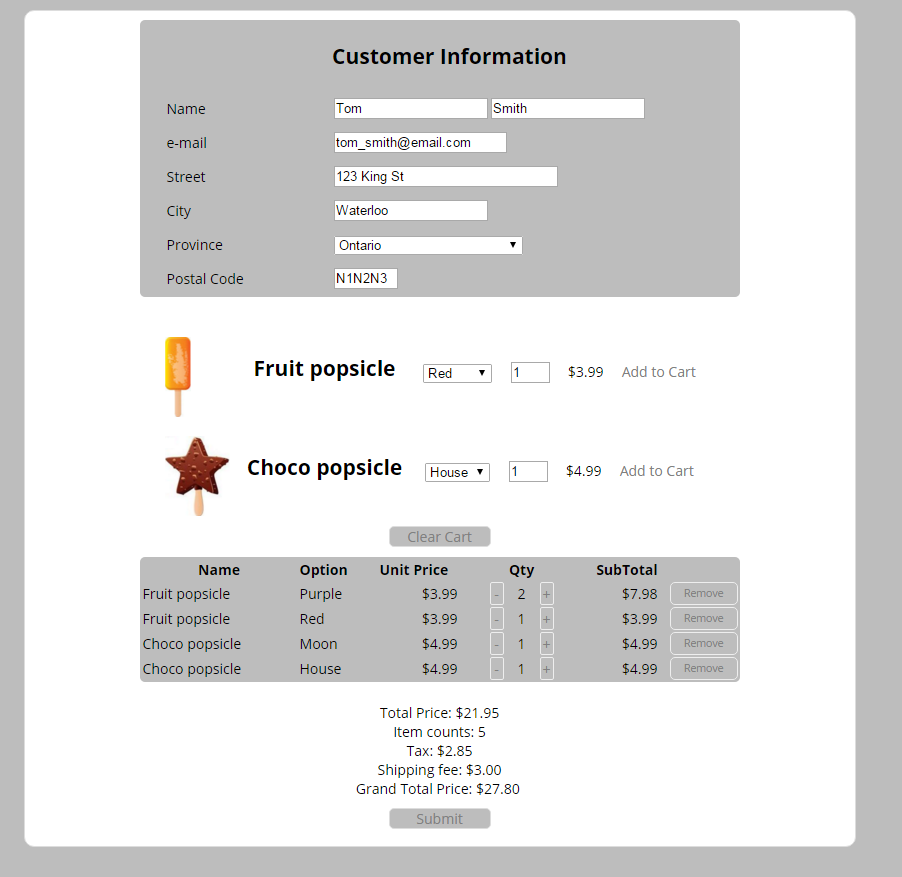 Customer Information
Name Tom Smith
e-mail tom_smith@email.com
Street 123 King St
City Waterloo
Province Ontario
Postal Code N1N2N3
Fruit popsicle Red 1 $3.99 Add to Cart
Choco popsicle House 1 $4.99 Add to Cart
Clear Cart
Name Option Unit Price Qty SubTotal
Fruit popsicle Purple $3.99 - 2 + $7.98 Remove
Fruit popsicle Red $3.99 - 1 + $3.99 Remove
Choco popsicle Moon $4.99 - 1 + $4.99 Remove
Choco popsicle House $4.99 - 1 + $4.99 Remove
Total Price: $21.95
Item counts: 5
Tax: $2.85
Shipping fee: $3.00
Grand Total Price: $27.80
Submit